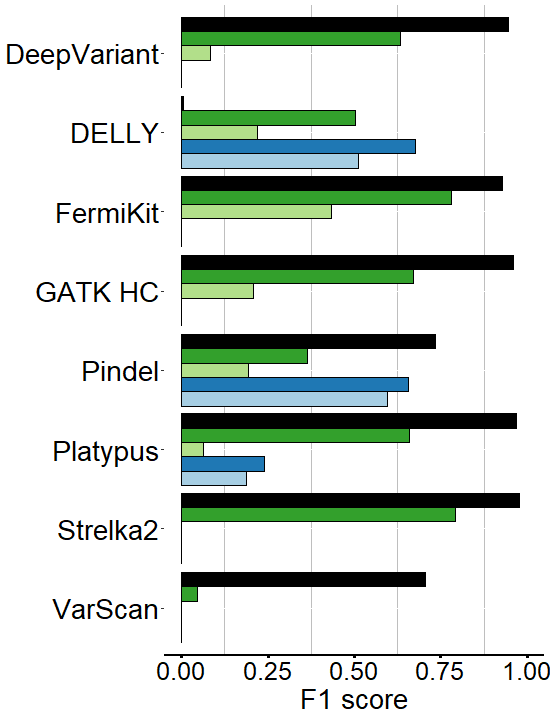 DeepVariant
DELLY
FermiKit
GATK HC
Pindel
Platypus
Strelka2
VarScan
0.00 0.25 0.50 0.75 1.00
F1 score